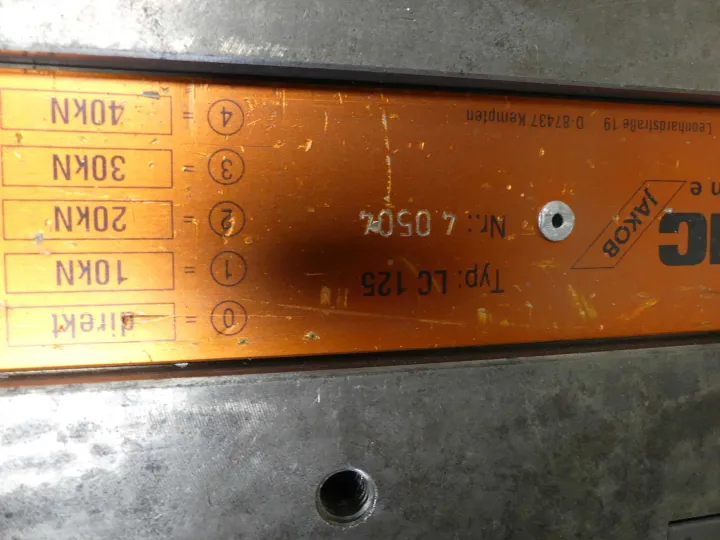 JAKOB
Typ: LC 125
Nr.: 4 0504
Leonhardstraße 19 D-87437 Kempten
0 = direkt
1 = 10kN
2 = 20kN
3 = 30kN
4 = 40kN